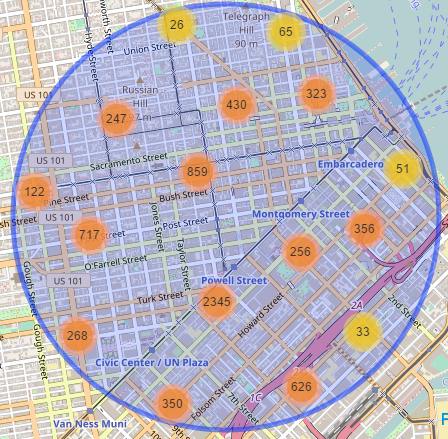 26
65
Telegraph
Hill
90 m
Union Street
Hyde Street
US 101
Russian
Hill
430
323
247
US 101
Sacramento Street
859
Embarcadero
51
122
Pine Street
Bush Street
US 101
Montgomery Street
717
Post Street
356
256
Jones Street
Taylor Street
O'Farrell Street
US 101
Powell Street
Gough Street
Turk Street
2345
2A
2nd Street
Howard Street
33
268
Gough Street
Civic Center / UN Plaza
626
350
Folsom Street
1C
7th Street
Van Ness Muni
9th